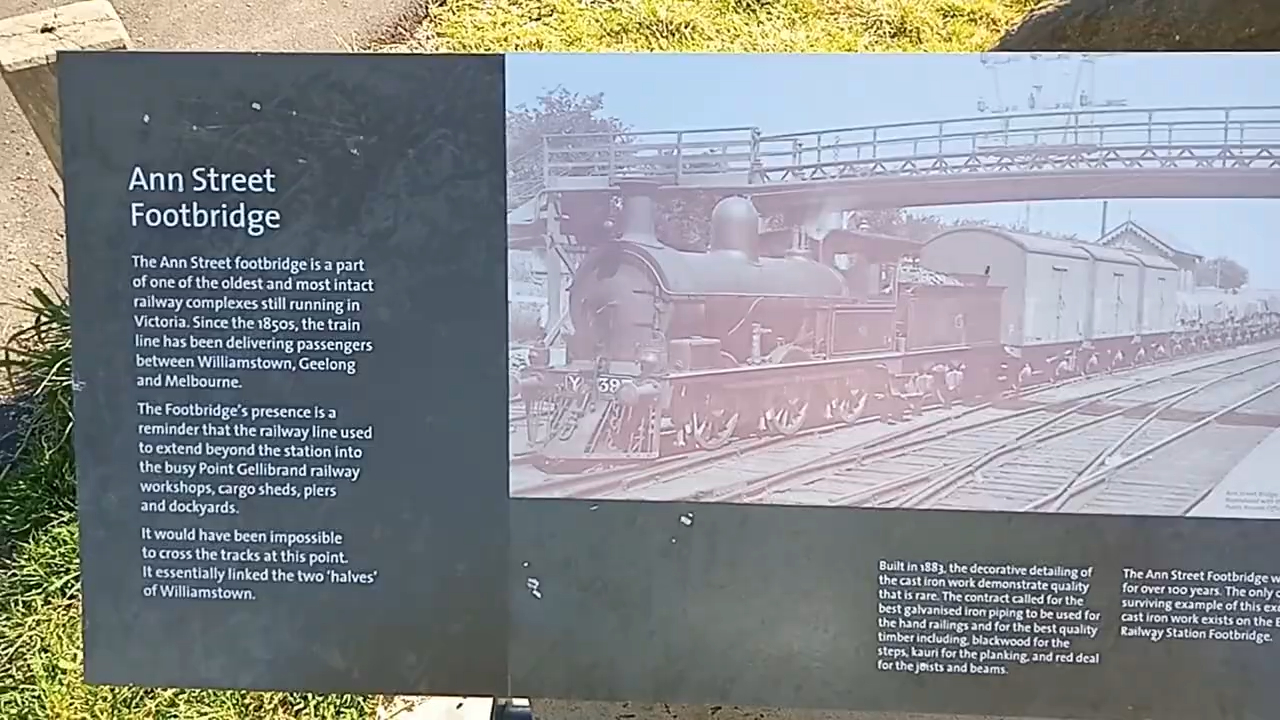 Ann Street
Footbridge
The Ann Street footbridge is a part
of one of the oldest and most intact
railway complexes still running in
Victoria. Since the 1850s, the train
line has been delivering passengers
between Williamstown, Geelong
and Melbourne.
The Footbridge's presence is a
reminder that the railway line used
to extend beyond the station into
the busy Point Gellibrand railway
workshops, cargo sheds, piers
and dockyards.
It would have been impossible
to cross the tracks at this point.
It essentially linked the two 'halves'
of Williamstown.
Y 397
Built in 1883, the decorative detailing of
the cast iron work demonstrate quality
that is rare. The contract called for the
best galvanised iron piping to be used for
the hand railings and for the best quality
timber including, blackwood for the
steps, kauri for the planking, and red deal
for the joists and beams.
The Ann Street Footbridge
for over 100 years. The only
surviving example of this
cast iron work exists on the
Railway Station Footbridge.